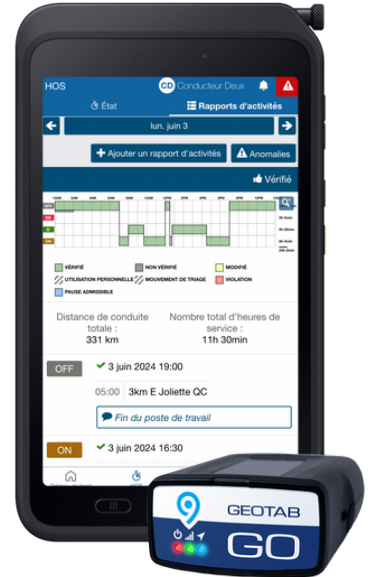 HOS
CD Conducteur Deux
État
Rapports d'activités
lun. juin 3
+ Ajouter un rapport d'activités
Anomalies
Vérifié
OFF
SB
D
ON
VÉRIFIÉ
NON VÉRIFIÉ
MODIFIÉ
UTILISATION PERSONNELLE
MOUVEMENT DE TRIAGE
VIOLATION
PAUSE ADMISSIBLE
Distance de conduite totale :
331 km
Nombre total d'heures de service :
11h 30min
OFF
3 juin 2024 19:00
05:00
3km E Joliette QC
Fin du poste de travail
ON
3 juin 2024 16:30
GEOTAB
GO